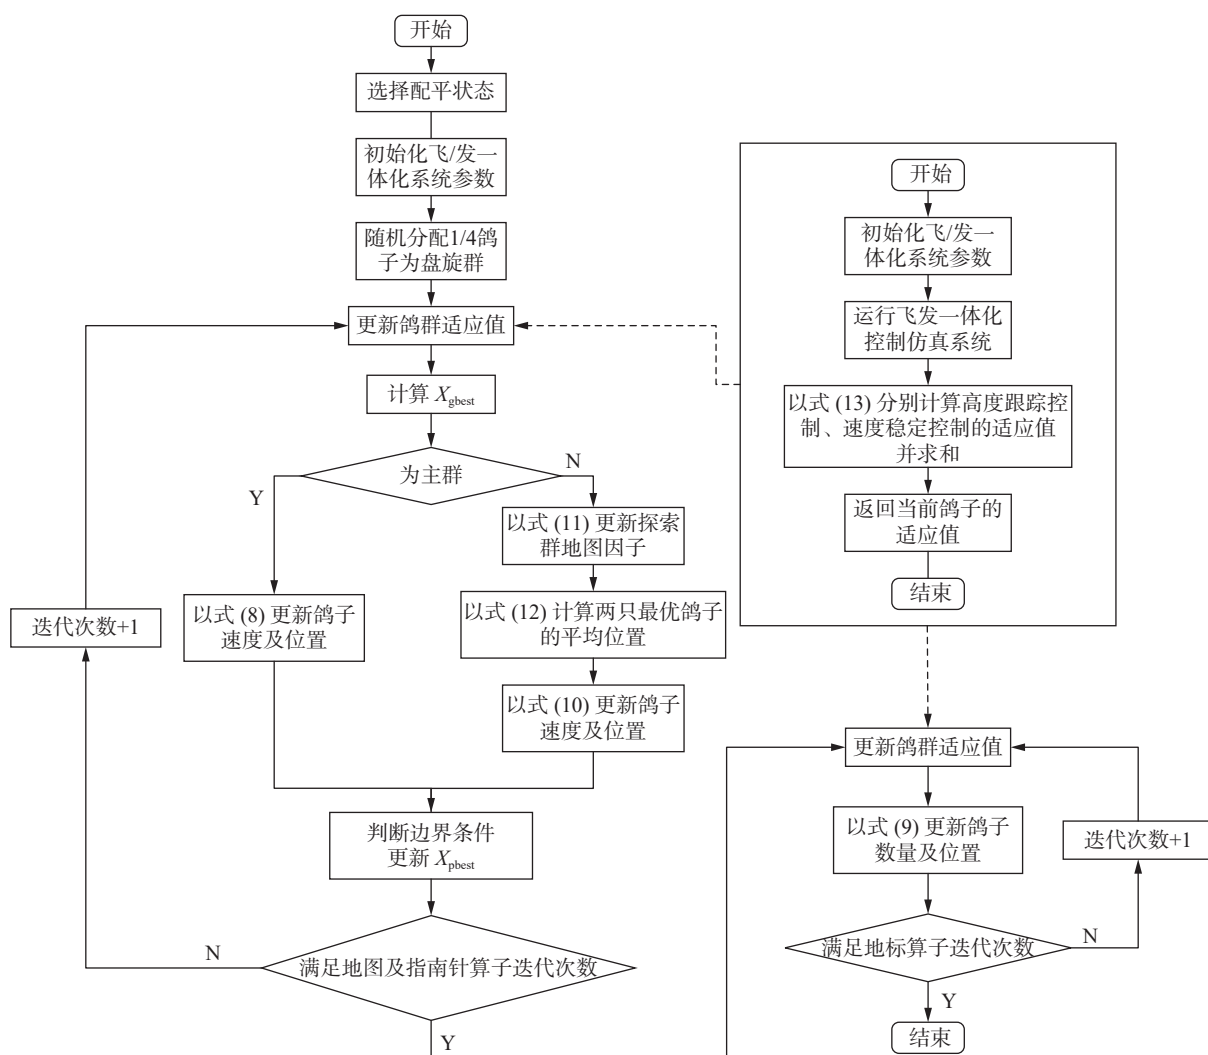 开始
选择配平状态
初始化飞/发一
体化系统参数
随机分配1/4鸽
子为盘旋群
更新鸽群适应值
计算 Xgbest
为主群
Y
N
以式 (11) 更新探索
群地图因子
以式 (8) 更新鸽子
速度及位置
以式 (12) 计算两只最优鸽子
的平均位置
以式 (10) 更新鸽子
速度及位置
迭代次数+1
判断边界条件
更新 Xpbest
满足地图及指南针算子迭代次数
N
Y
开始
初始化飞/发一
体化系统参数
运行飞发一体化
控制仿真系统
以式 (13) 分别计算高度跟踪控
制、速度稳定控制的适应值
并求和
返回当前鸽子的
适应值
结束
更新鸽群适应值
以式 (9) 更新鸽子
数量及位置
迭代次数+1
满足地标算子迭代次数
N
Y
结束